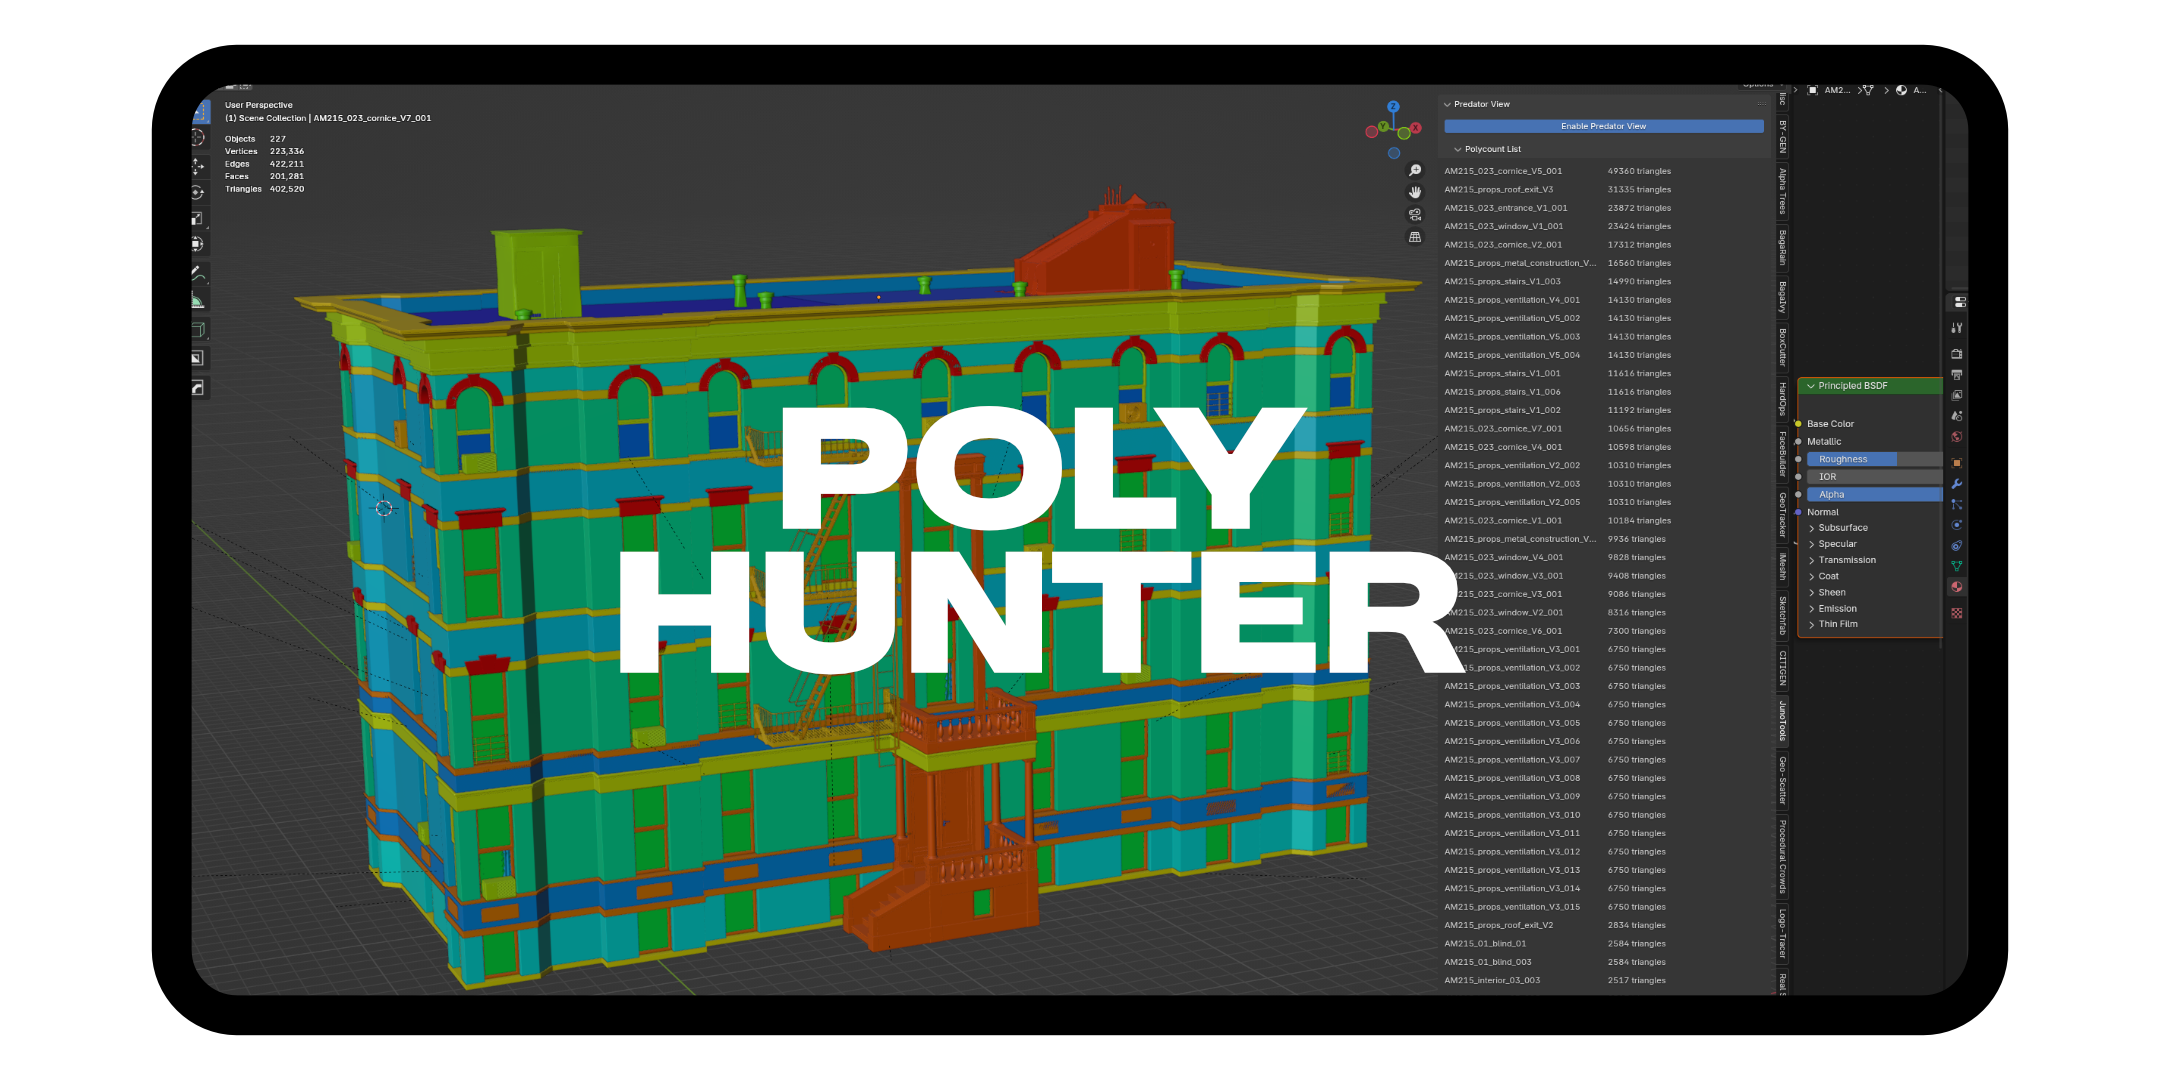 User Perspective
(1) Scene Collection | AM215_023_cornice_V7_001
Objects 227
Vertices 223,336
Edges 422,211
Faces 201,281
Triangles 402,520
POLY
HUNTER
Z
Y
X
Options
Predator View
Enable Predator View
Polycount List
AM215_023_cornice_V5_001 49360 triangles
AM215_props_roof_exit_V3 31335 triangles
AM215_023_entrance_V1_001 23872 triangles
AM215_023_window_V1_001 23424 triangles
AM215_023_cornice_V2_001 17312 triangles
AM215_props_metal_construction_V... 16560 triangles
AM215_props_stairs_V1_003 14990 triangles
AM215_props_ventilation_V4_001 14130 triangles
AM215_props_ventilation_V5_002 14130 triangles
AM215_props_ventilation_V5_003 14130 triangles
AM215_props_ventilation_V5_004 14130 triangles
AM215_props_stairs_V1_001 11616 triangles
AM215_props_stairs_V1_006 11616 triangles
AM215_props_stairs_V1_002 11192 triangles
AM215_023_cornice_V7_001 10656 triangles
AM215_023_cornice_V4_001 10598 triangles
AM215_props_ventilation_V2_002 10310 triangles
AM215_props_ventilation_V2_003 10310 triangles
AM215_props_ventilation_V2_005 10310 triangles
AM215_023_cornice_V1_001 10184 triangles
AM215_props_metal_construction_V... 9936 triangles
AM215_023_window_V4_001 9828 triangles
215_023_window_V3_001 9408 triangles
215_023_cornice_V3_001 9086 triangles
215_023_window_V2_001 8316 triangles
215_023_cornice_V6_001 7300 triangles
AM215_props_ventilation_V3_001 6750 triangles
215_props_ventilation_V3_002 6750 triangles
AM215_props_ventilation_V3_003 6750 triangles
AM215_props_ventilation_V3_004 6750 triangles
AM215_props_ventilation_V3_005 6750 triangles
AM215_props_ventilation_V3_006 6750 triangles
AM215_props_ventilation_V3_007 6750 triangles
AM215_props_ventilation_V3_008 6750 triangles
AM215_props_ventilation_V3_009 6750 triangles
AM215_props_ventilation_V3_010 6750 triangles
AM215_props_ventilation_V3_011 6750 triangles
AM215_props_ventilation_V3_012 6750 triangles
AM215_props_ventilation_V3_013 6750 triangles
AM215_props_ventilation_V3_014 6750 triangles
AM215_props_ventilation_V3_015 6750 triangles
AM215_props_roof_exit_V2 2834 triangles
AM215_01_blind_01 2584 triangles
AM215_01_blind_003 2584 triangles
AM215_interior_03_003 2517 triangles
BY-GEN
Alpha Trees
BagaRain
BagaIvy
BoxCutter
HardOps
FaceBuilder
GeoTracker
iMeshh
Sketchfab
CITIGEN
JunoTools
Geo-Scatter
Procedural Crowds
Logo-Tracer
AM2... A...
Principled BSDF
Base Color
Metallic
Roughness
IOR
Alpha
Normal
Subsurface
Specular
Transmission
Coat
Sheen
Emission
Thin Film